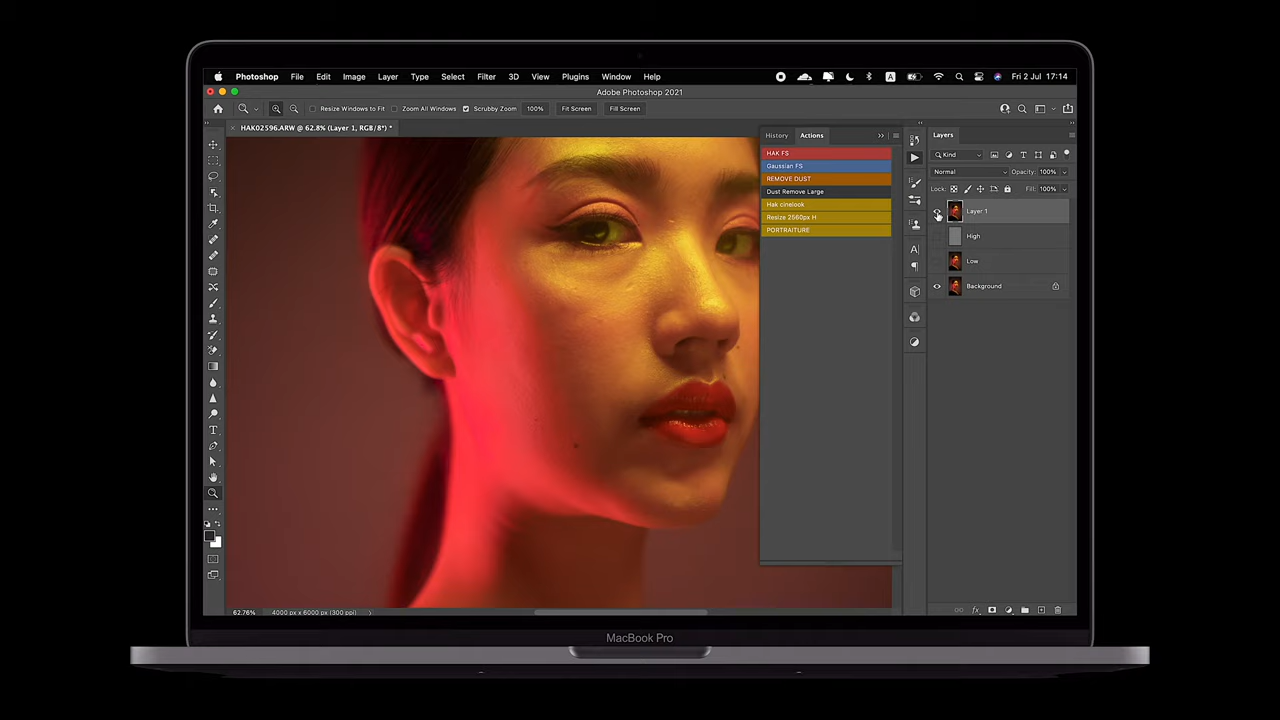 Photoshop File Edit Image Layer Type Select Filter 3D View Plugins Window Help A Fri 2 Jul 17:14
Adobe Photoshop 2021
Resize Windows to Fit Zoom All Windows Scrubby Zoom 100% Fit Screen Fill Screen
HAK02596.ARW @ 62.8% (Layer 1, RGB/8*) *
History Actions
HAK FS
Gaussian FS
REMOVE DUST
Dust Remove Large
Hak cinelook
Resize 2560px H
PORTRAITURE
Layers
Kind
Normal Opacity: 100%
Lock: Fill: 100%
Layer 1
High
Low
Background
62.76% 4000 px x 6000 px (300 ppi)
MacBook Pro